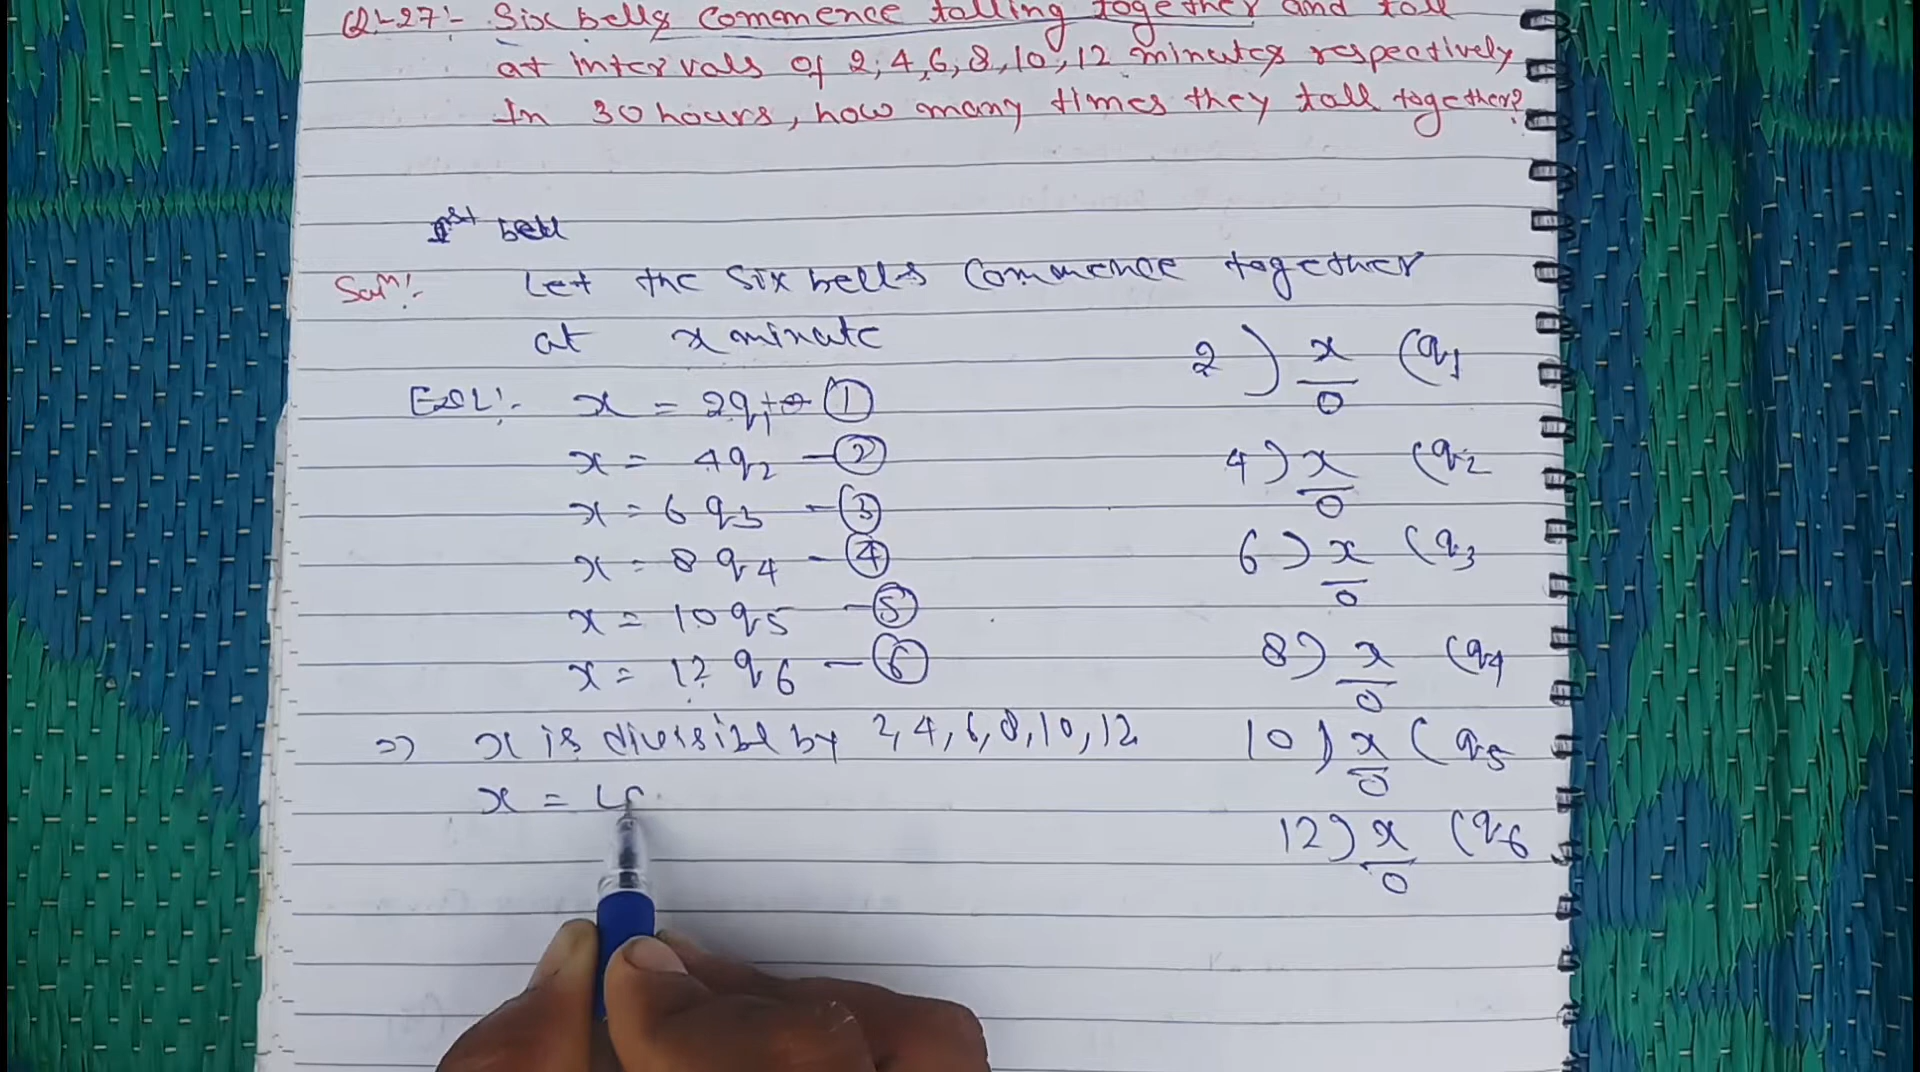 Q:-27:- Six bells commence tolling together and toll
at intervals of 2, 4, 6, 8, 10, 12 minutes respectively
In 30 hours, how many times they toll together?
1st bell
Soln:- Let the six bells Commence together
at x minute
EDL:- x = 2q1+0 ①
x = 4q2 - ②
x = 6q3 - ③
x = 8q4 - ④
x = 10q5 - ⑤
x = 12q6 - ⑥
=> x is divisible by 2, 4, 6, 8, 10, 12
x = LC
2 ) x ( q1
0
4 ) x ( q2
0
6 ) x ( q3
0
8 ) x ( q4
0
10 ) x ( q5
0
12 ) x ( q6
0